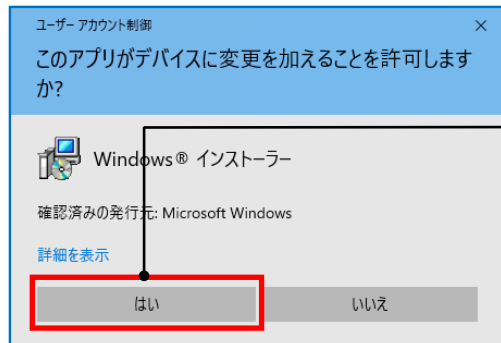 ユーザー アカウント制御
このアプリがデバイスに変更を加えることを許可します
か?
Windows® インストーラー
確認済みの発行元: Microsoft Windows
詳細を表示
はい
いいえ